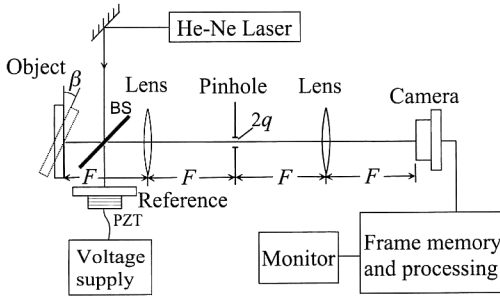 He-Ne Laser
Object
β
BS
Lens
Pinhole
2q
Lens
Camera
F
F
F
F
Reference
PZT
Voltage
supply
Monitor
Frame memory
and processing